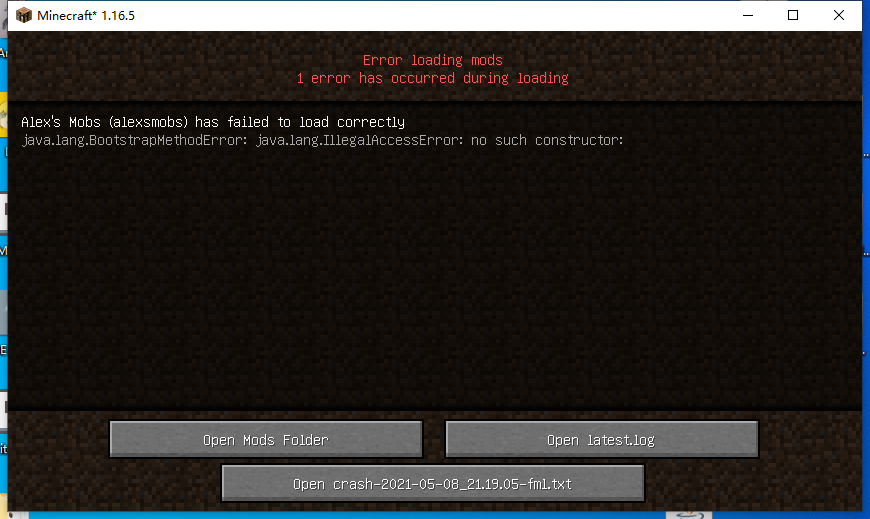 Minecraft* 1.16.5
Error loading mods
1 error has occurred during loading
Alex's Mobs (alexsmobs) has failed to load correctly
java.lang.BootstrapMethodError: java.lang.IllegalAccessError: no such constructor:
Open Mods Folder
Open latest.log
Open crash-2021-05-08_21.19.05-fml.txt